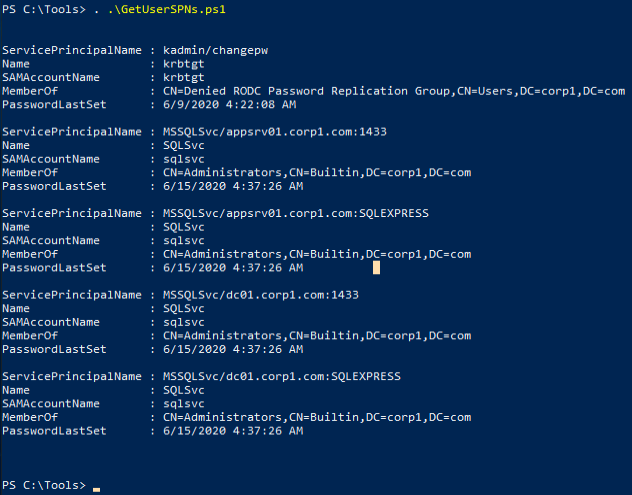 PS C:\Tools> . .\GetUserSPNs.ps1
ServicePrincipalName : kadmin/changepw
Name : krbtgt
SAMAccountName : krbtgt
MemberOf : CN=Denied RODC Password Replication Group,CN=Users,DC=corp1,DC=com
PasswordLastSet : 6/9/2020 4:22:08 AM
ServicePrincipalName : MSSQLSvc/appsrv01.corp1.com:1433
Name : SQLSvc
SAMAccountName : sqlsvc
MemberOf : CN=Administrators,CN=Builtin,DC=corp1,DC=com
PasswordLastSet : 6/15/2020 4:37:26 AM
ServicePrincipalName : MSSQLSvc/appsrv01.corp1.com:SQLEXPRESS
Name : SQLSvc
SAMAccountName : sqlsvc
MemberOf : CN=Administrators,CN=Builtin,DC=corp1,DC=com
PasswordLastSet : 6/15/2020 4:37:26 AM
ServicePrincipalName : MSSQLSvc/dc01.corp1.com:1433
Name : SQLSvc
SAMAccountName : sqlsvc
MemberOf : CN=Administrators,CN=Builtin,DC=corp1,DC=com
PasswordLastSet : 6/15/2020 4:37:26 AM
ServicePrincipalName : MSSQLSvc/dc01.corp1.com:SQLEXPRESS
Name : SQLSvc
SAMAccountName : sqlsvc
MemberOf : CN=Administrators,CN=Builtin,DC=corp1,DC=com
PasswordLastSet : 6/15/2020 4:37:26 AM
PS C:\Tools> _